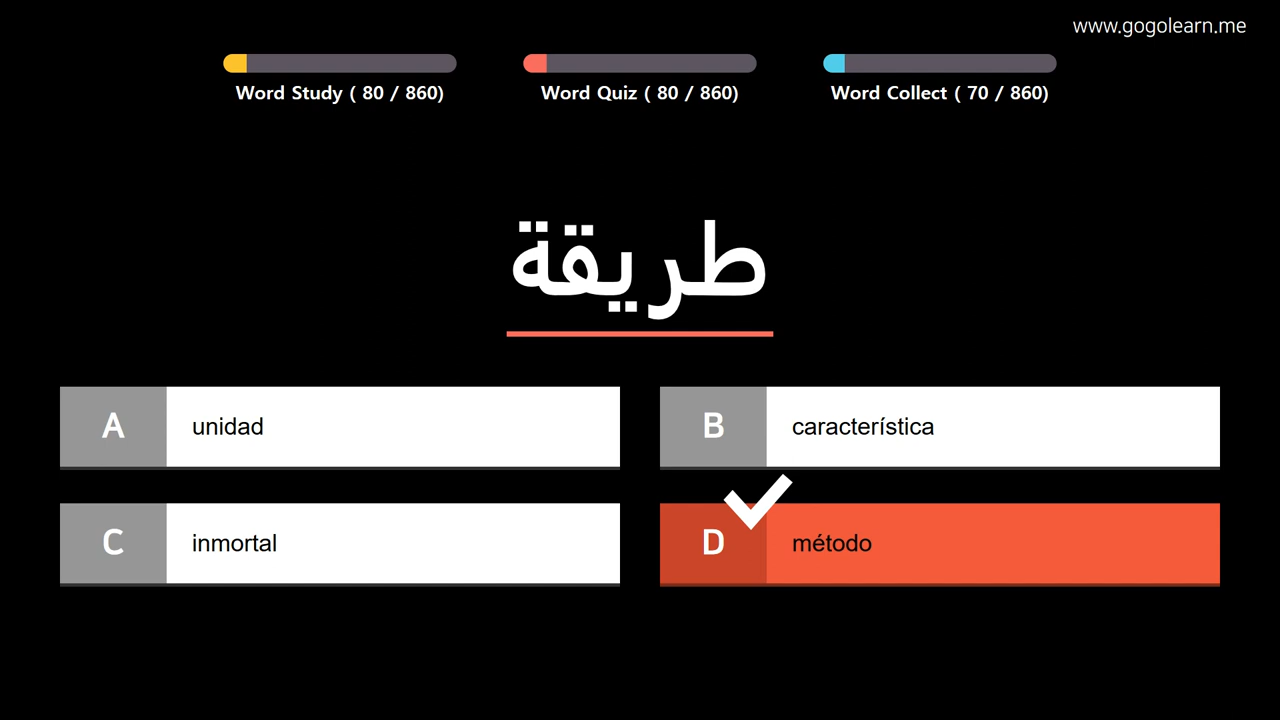 www.gogolearn.me
Word Study ( 80 / 860)
Word Quiz ( 80 / 860)
Word Collect ( 70 / 860)
طريقة
A unidad
B característica
C inmortal
D método